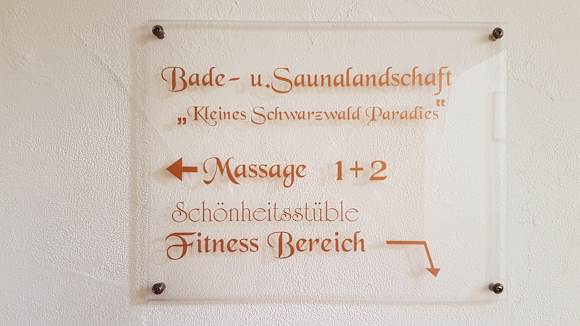 Bade- u. Saunalandschaft
„Kleines Schwarzwald Paradies“
Massage 1+2
Schönheitsstüble
Fitness Bereich